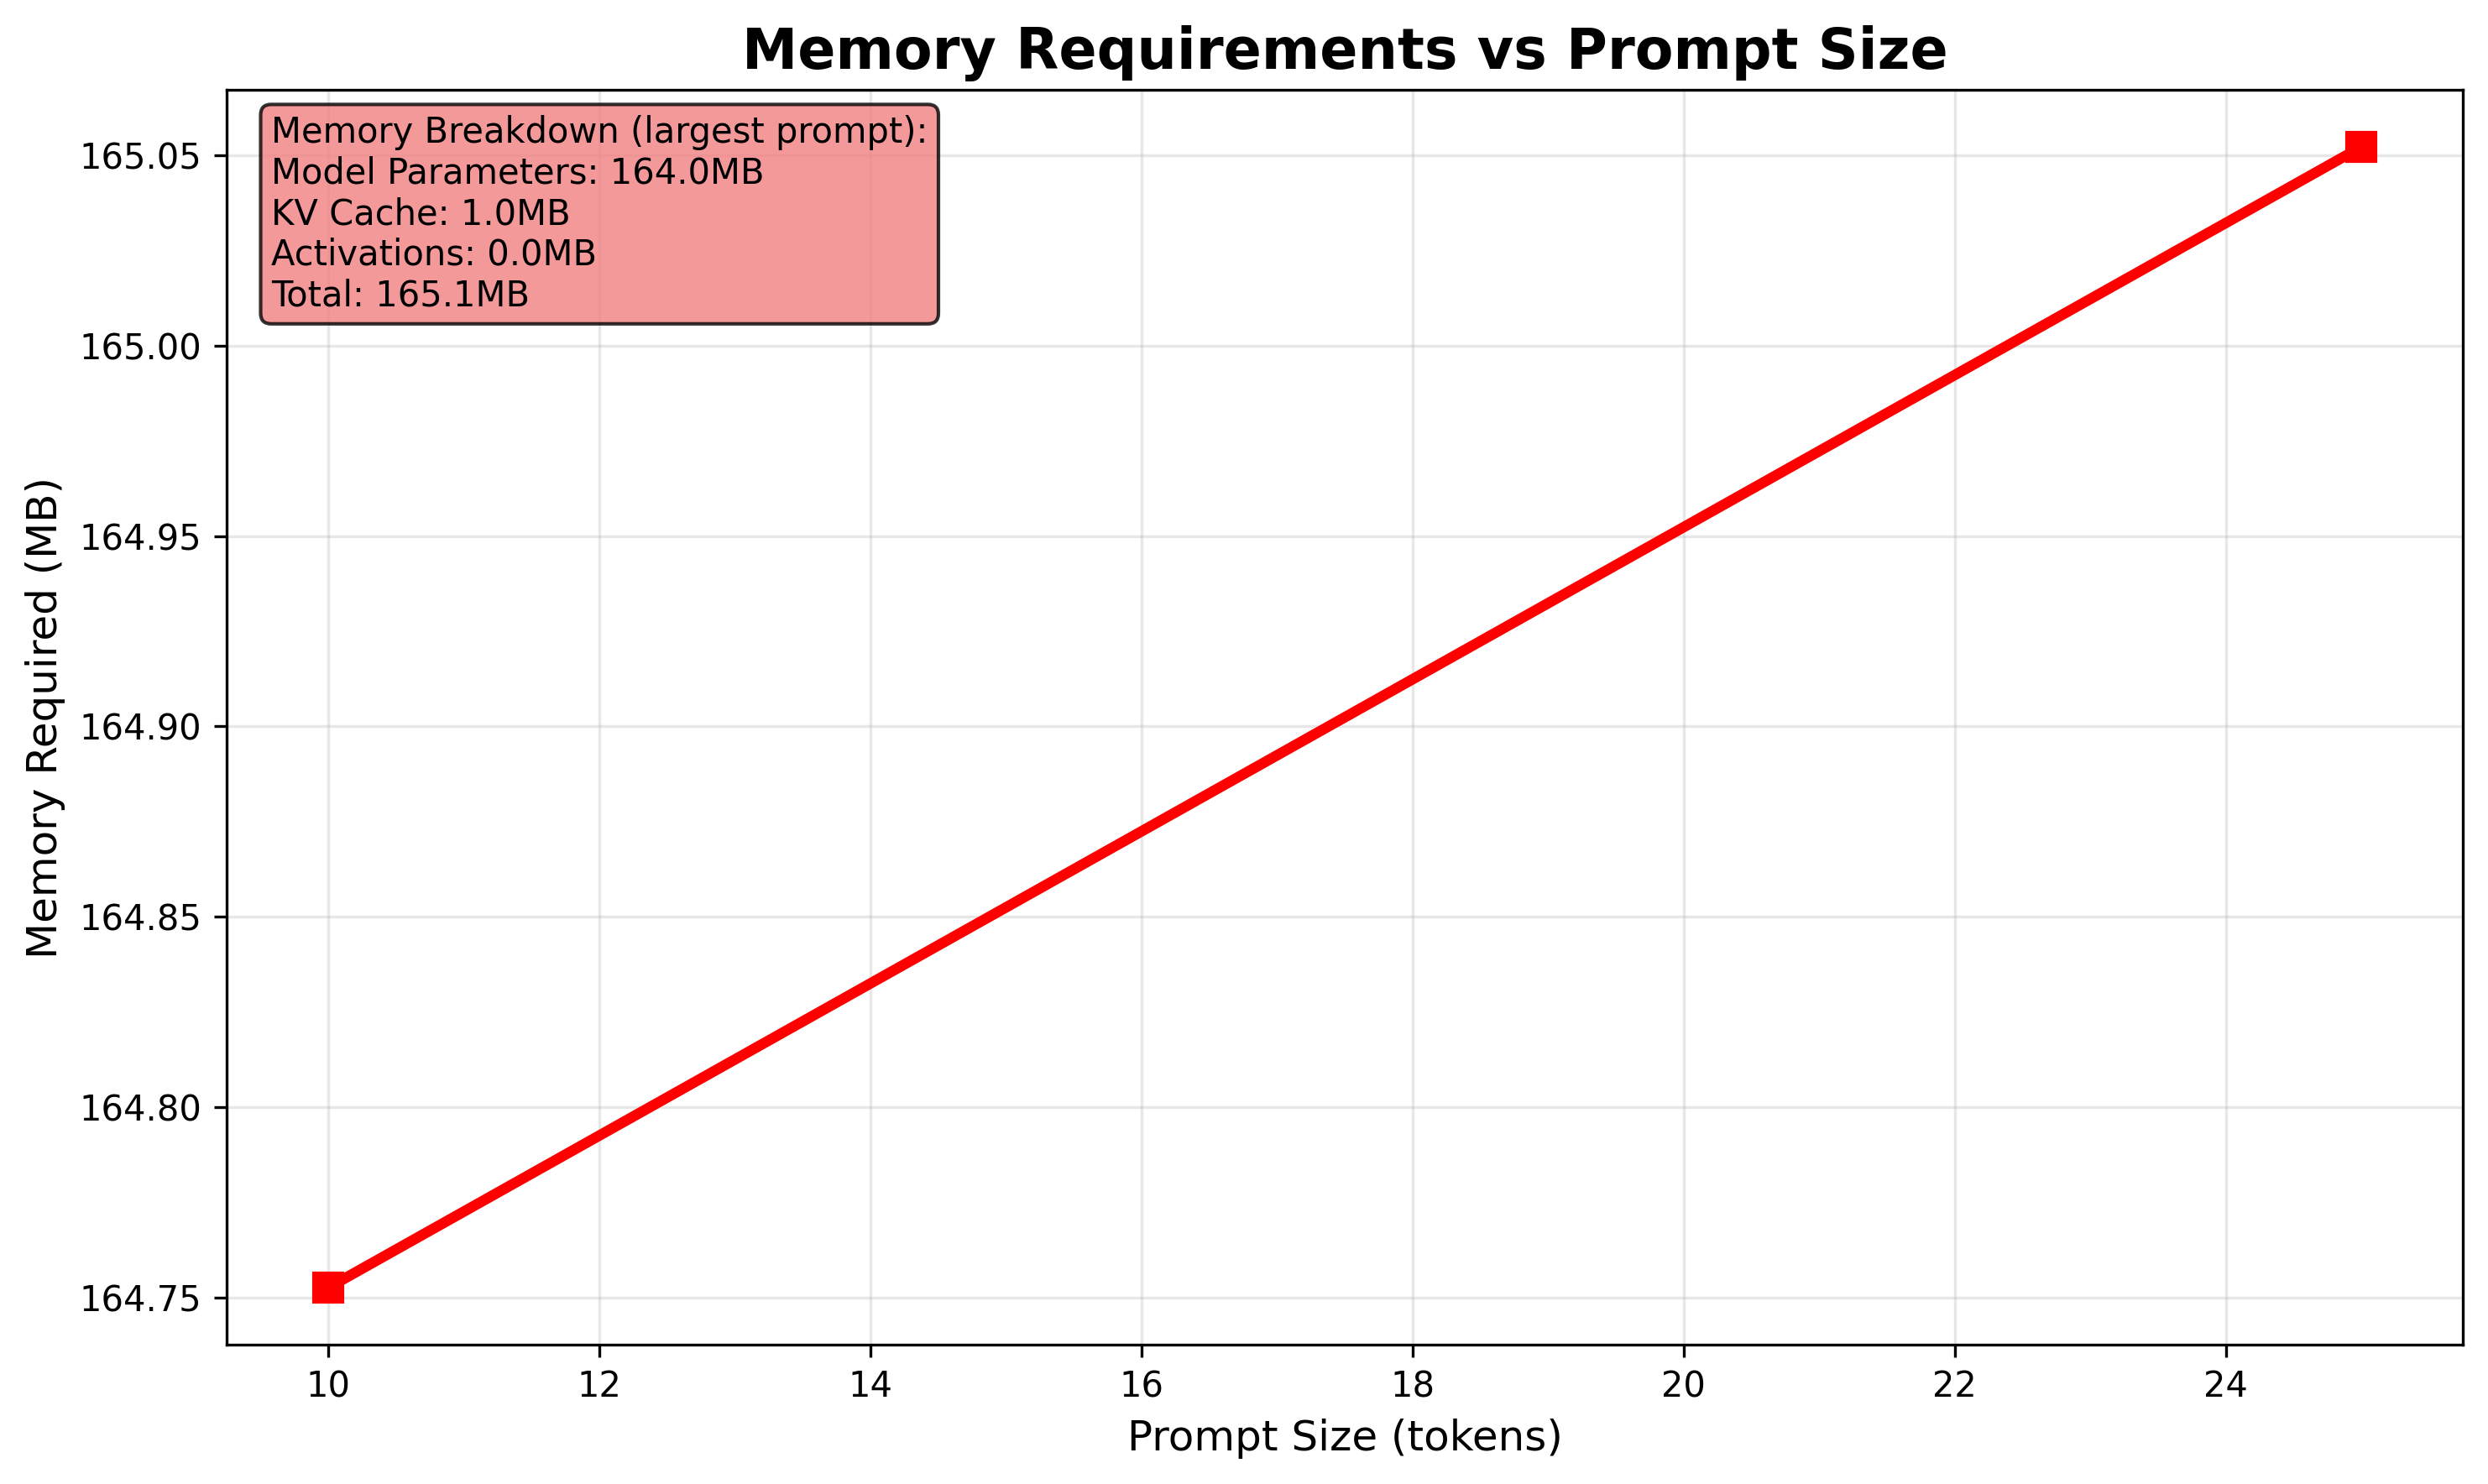 Memory Requirements vs Prompt Size
Memory Breakdown (largest prompt):
Model Parameters: 164.0MB
KV Cache: 1.0MB
Activations: 0.0MB
Total: 165.1MB
Memory Required (MB)
165.05
165.00
164.95
164.90
164.85
164.80
164.75
10 12 14 16 18 20 22 24
Prompt Size (tokens)